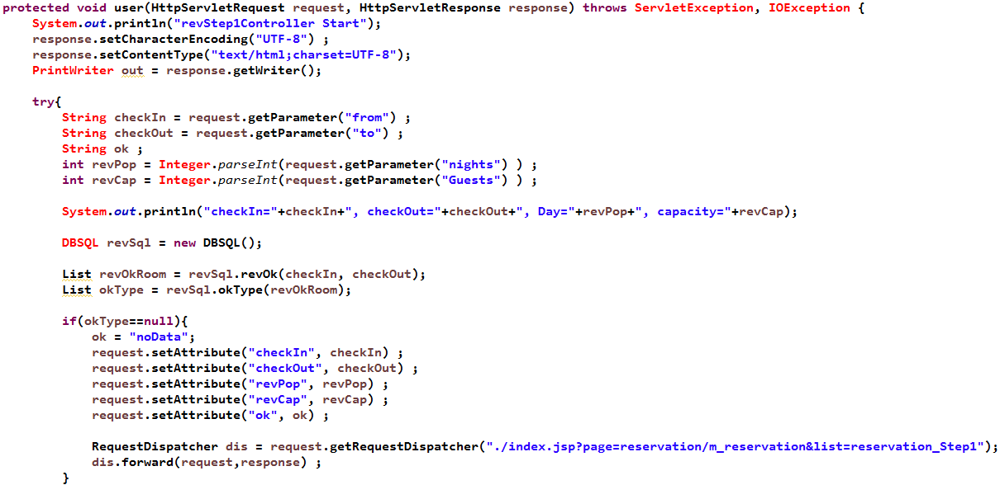 protected void user(HttpServletRequest request, HttpServletResponse response) throws ServletException, IOException {
    System.out.println("revStep1Controller Start");
    response.setCharacterEncoding("UTF-8") ;
    response.setContentType("text/html;charset=UTF-8");
    PrintWriter out = response.getWriter();

    try{
        String checkIn = request.getParameter("from") ;
        String checkOut = request.getParameter("to") ;
        String ok ;
        int revPop = Integer.parseInt(request.getParameter("nights") ) ;
        int revCap = Integer.parseInt(request.getParameter("Guests") ) ;

        System.out.println("checkIn="+checkIn+", checkOut="+checkOut+", Day="+revPop+", capacity="+revCap);

        DBSQL revSql = new DBSQL();

        List revOkRoom = revSql.revOk(checkIn, checkOut);
        List okType = revSql.okType(revOkRoom);

        if(okType==null){
            ok = "noData";
            request.setAttribute("checkIn", checkIn) ;
            request.setAttribute("checkOut", checkOut) ;
            request.setAttribute("revPop", revPop) ;
            request.setAttribute("revCap", revCap) ;
            request.setAttribute("ok", ok) ;

            RequestDispatcher dis = request.getRequestDispatcher("./index.jsp?page=reservation/m_reservation&list=reservation_Step1");
            dis.forward(request,response) ;
        }